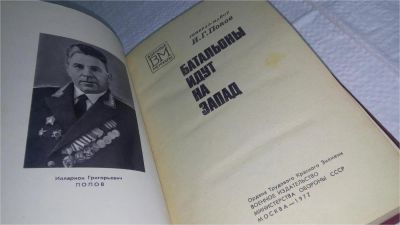 Илларион Григорьевич
ПОПОВ
генерал-майор
И.Г. Попов
ВМ
БАТАЛЬОНЫ
ИДУТ
НА
ЗАПАД
Ордена Трудового Красного Знамени
ВОЕННОЕ ИЗДАТЕЛЬСТВО
МИНИСТЕРСТВА ОБОРОНЫ СССР
МОСКВА—1977